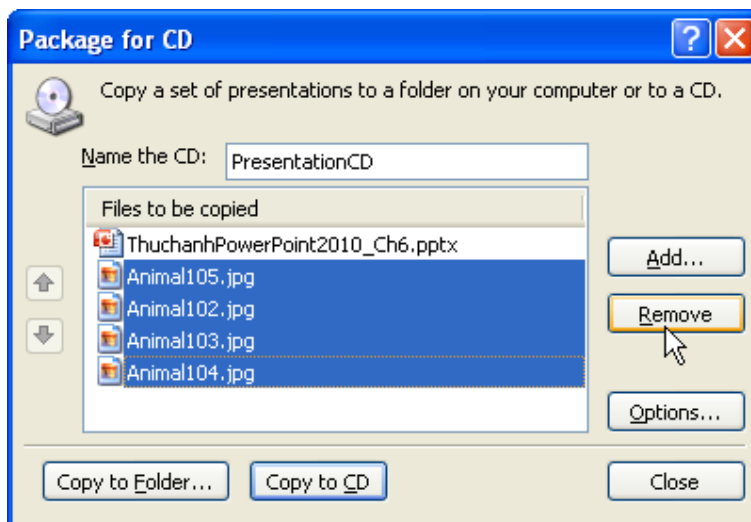 Package for CD
Copy a set of presentations to a folder on your computer or to a CD.
Name the CD: PresentationCD
Files to be copied
ThuchanhPowerPoint2010_Ch6.pptx
Animal105.jpg
Animal102.jpg
Animal103.jpg
Animal104.jpg
Add...
Remove
Options...
Copy to Folder... Copy to CD Close